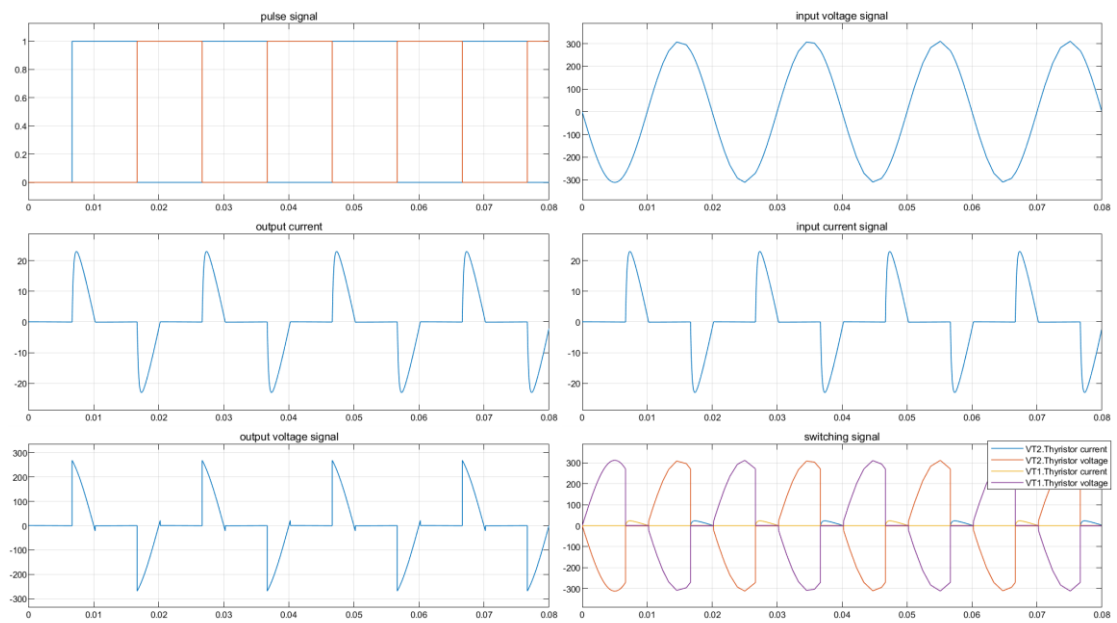 pulse signal
1
0.8
0.6
0.4
0.2
0
0 0.01 0.02 0.03 0.04 0.05 0.06 0.07 0.08
input voltage signal
300
200
100
0
-100
-200
-300
0 0.01 0.02 0.03 0.04 0.05 0.06 0.07 0.08
output current
20
10
0
-10
-20
0 0.01 0.02 0.03 0.04 0.05 0.06 0.07 0.08
input current signal
20
10
0
-10
-20
0 0.01 0.02 0.03 0.04 0.05 0.06 0.07 0.08
output voltage signal
300
200
100
0
-100
-200
-300
0 0.01 0.02 0.03 0.04 0.05 0.06 0.07 0.08
switching signal
VT2.Thyristor current
VT2.Thyristor voltage
VT1.Thyristor current
VT1.Thyristor voltage
300
200
100
0
-100
-200
-300
0 0.01 0.02 0.03 0.04 0.05 0.06 0.07 0.08